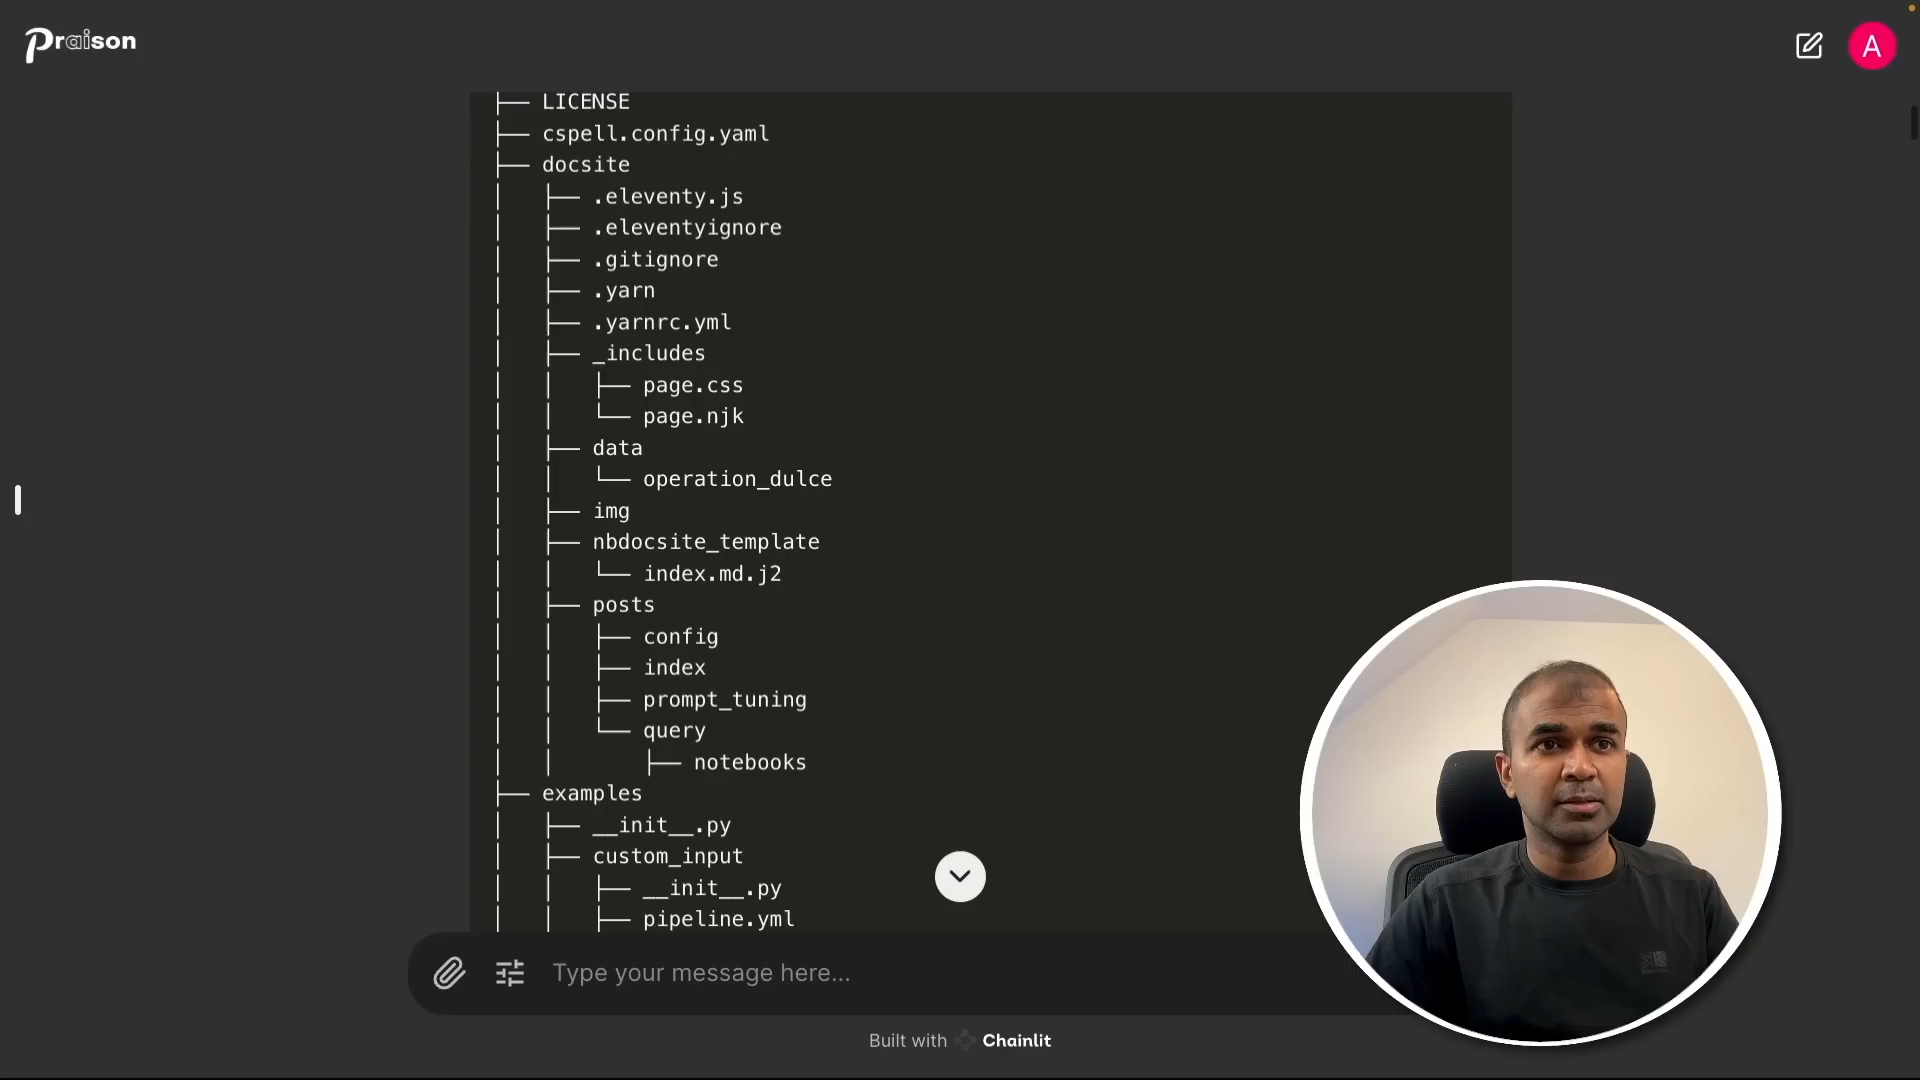 Praison
A
├── LICENSE
├── cspell.config.yaml
├── docsite
│   ├── .eleventy.js
│   ├── .eleventyignore
│   ├── .gitignore
│   ├── .yarn
│   ├── .yarnrc.yml
│   ├── _includes
│   │   ├── page.css
│   │   └── page.njk
│   ├── data
│   │   └── operation_dulce
│   ├── img
│   ├── nbdocsite_template
│   │   └── index.md.j2
│   ├── posts
│   │   ├── config
│   │   ├── index
│   │   ├── prompt_tuning
│   │   └── query
│   │       ├── notebooks
├── examples
│   ├── __init__.py
│   ├── custom_input
│   │   ├── __init__.py
│   │   ├── pipeline.yml
Type your message here...
Built with Chainlit